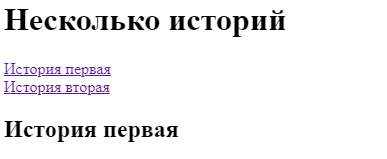 Несколько историй
История первая
История вторая
История первая